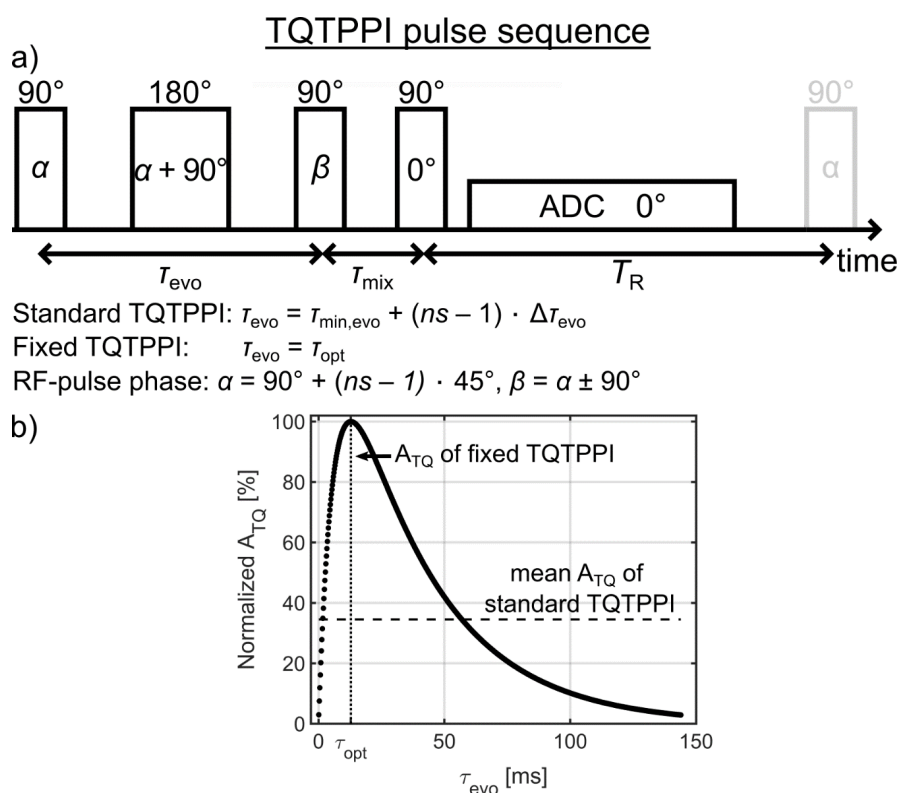 TQTPPI pulse sequence
a)
90° 180° 90° 90° 90°
α α + 90° β 0° ADC 0° α
τevo τmix TR time
Standard TQTPPI: τevo = τmin,evo + (ns – 1) · Δτevo
Fixed TQTPPI: τevo = τopt
RF-pulse phase: α = 90° + (ns – 1) · 45°, β = α ± 90°
b)
100
80
60
40
20
0
Normalized ATQ [%]
ATQ of fixed TQTPPI
mean ATQ of
standard TQTPPI
0 τopt 50 100 150
τevo [ms]